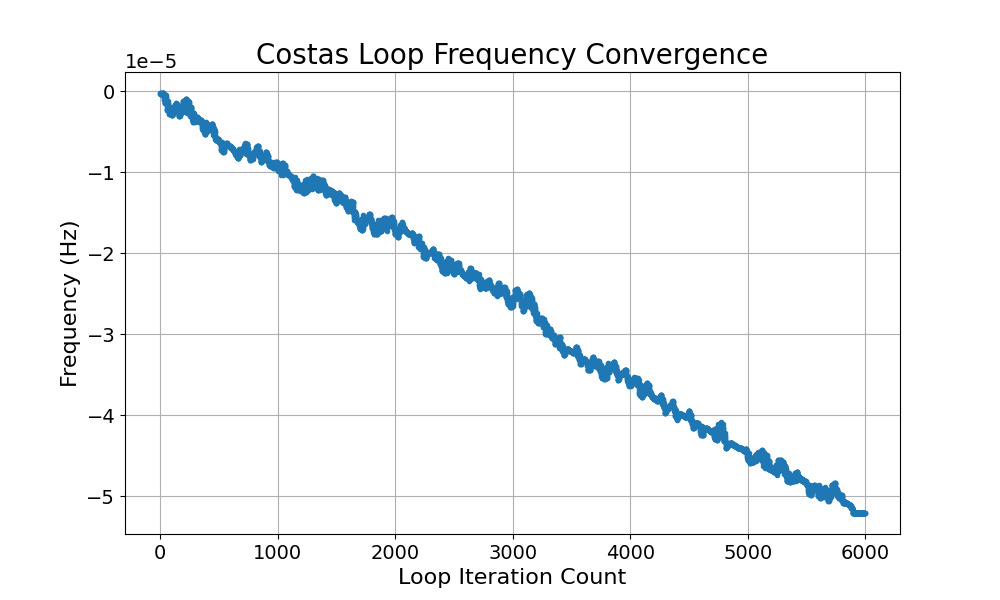 Costas Loop Frequency Convergence
1e−5
0
−1
−2
−3
−4
−5
Frequency (Hz)
0 1000 2000 3000 4000 5000 6000
Loop Iteration Count